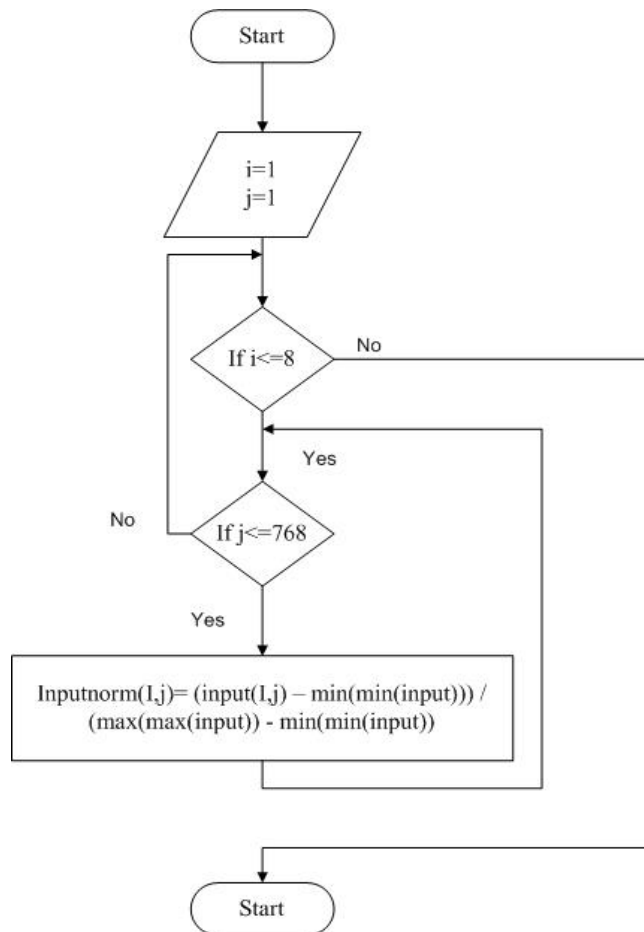 Start
i=1
j=1
If i<=8
No
Yes
If j<=768
No
Yes
Inputnorm(I,j)= (input(I,j) – min(min(input))) /
(max(max(input)) - min(min(input))
Start